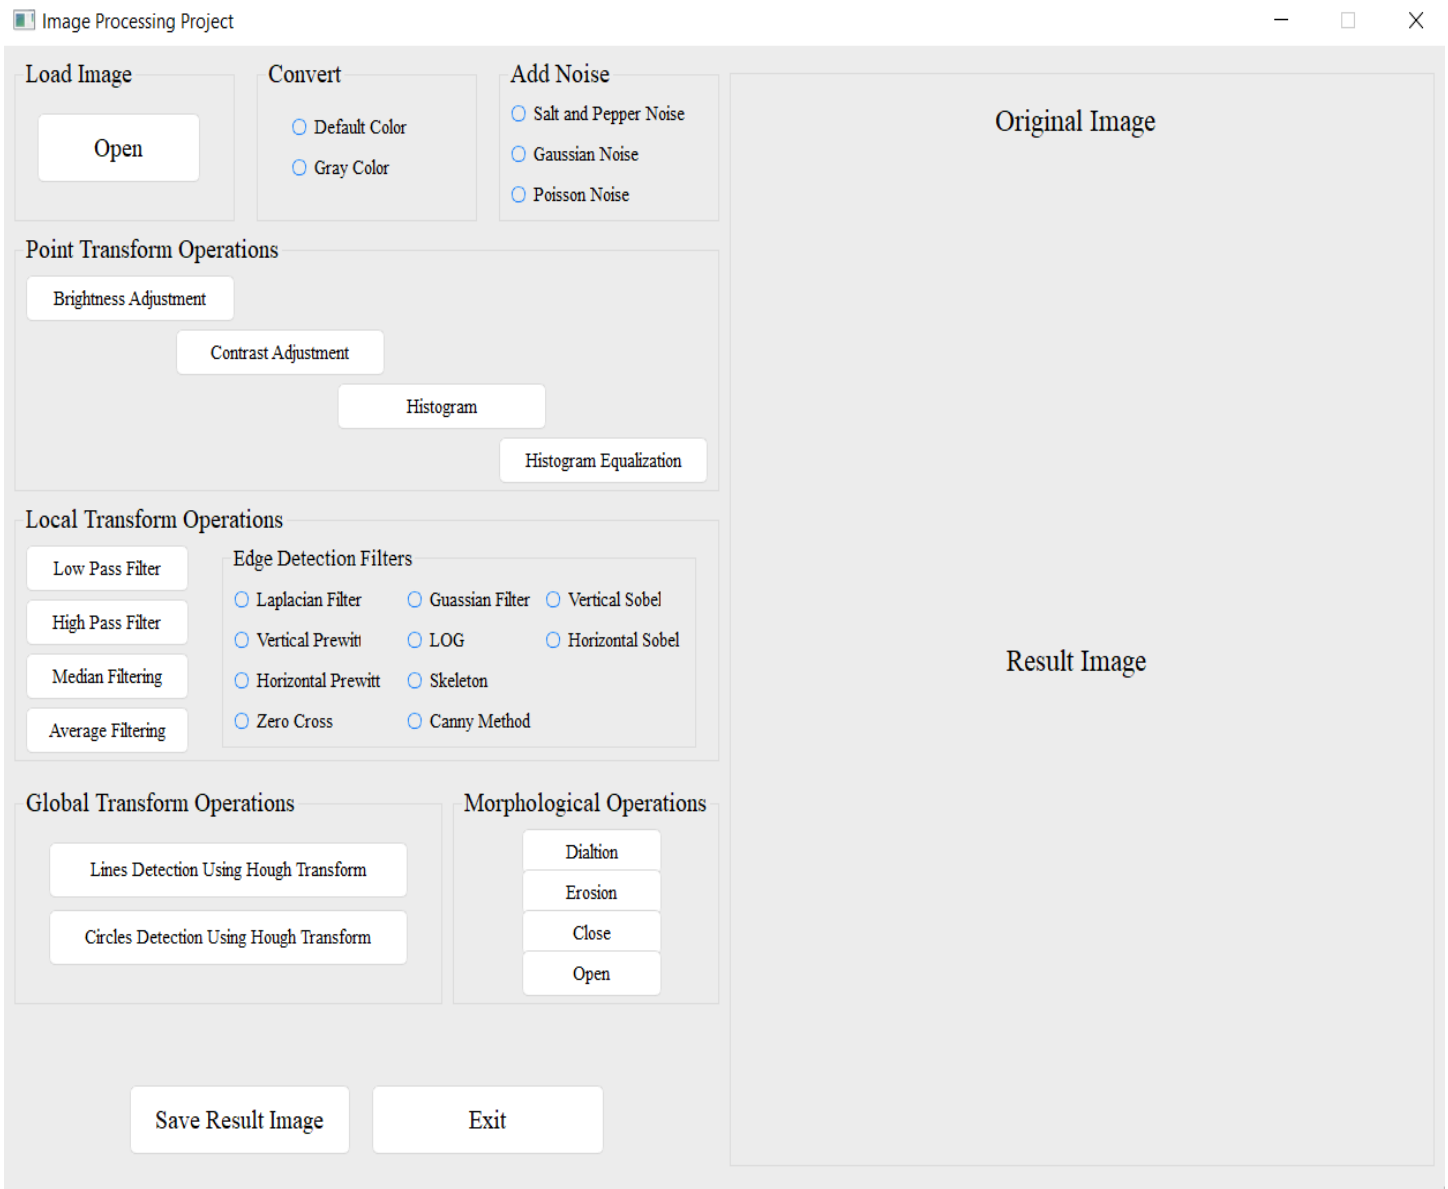 Image Processing Project
Load Image
Open
Convert
Default Color
Gray Color
Add Noise
Salt and Pepper Noise
Gaussian Noise
Poisson Noise
Point Transform Operations
Brightness Adjustment
Contrast Adjustment
Histogram
Histogram Equalization
Local Transform Operations
Low Pass Filter
High Pass Filter
Median Filtering
Average Filtering
Edge Detection Filters
Laplacian Filter
Guassian Filter
Vertical Sobel
Vertical Prewitt
LOG
Horizontal Sobel
Horizontal Prewitt
Skeleton
Zero Cross
Canny Method
Global Transform Operations
Lines Detection Using Hough Transform
Circles Detection Using Hough Transform
Morphological Operations
Dialtion
Erosion
Close
Open
Save Result Image
Exit
Original Image
Result Image